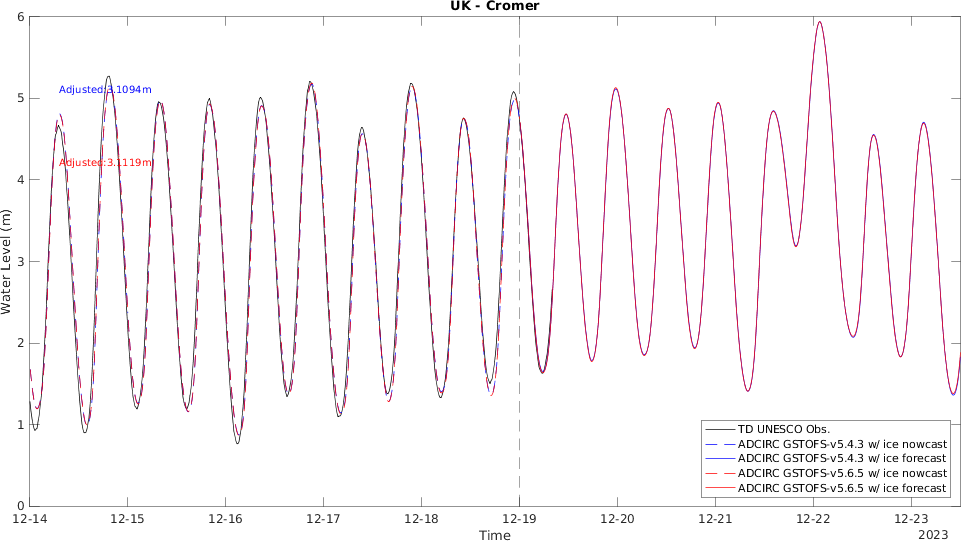 UK - Cromer
6
5
4
3
2
1
0
Water Level (m)
Adjusted:3.1094m
Adjusted:3.1119m
TD UNESCO Obs.
ADCIRC GSTOFS-v5.4.3 w/ ice nowcast
ADCIRC GSTOFS-v5.4.3 w/ ice forecast
ADCIRC GSTOFS-v5.6.5 w/ ice nowcast
ADCIRC GSTOFS-v5.6.5 w/ ice forecast
12-14 12-15 12-16 12-17 12-18 12-19 12-20 12-21 12-22 12-23
Time
2023